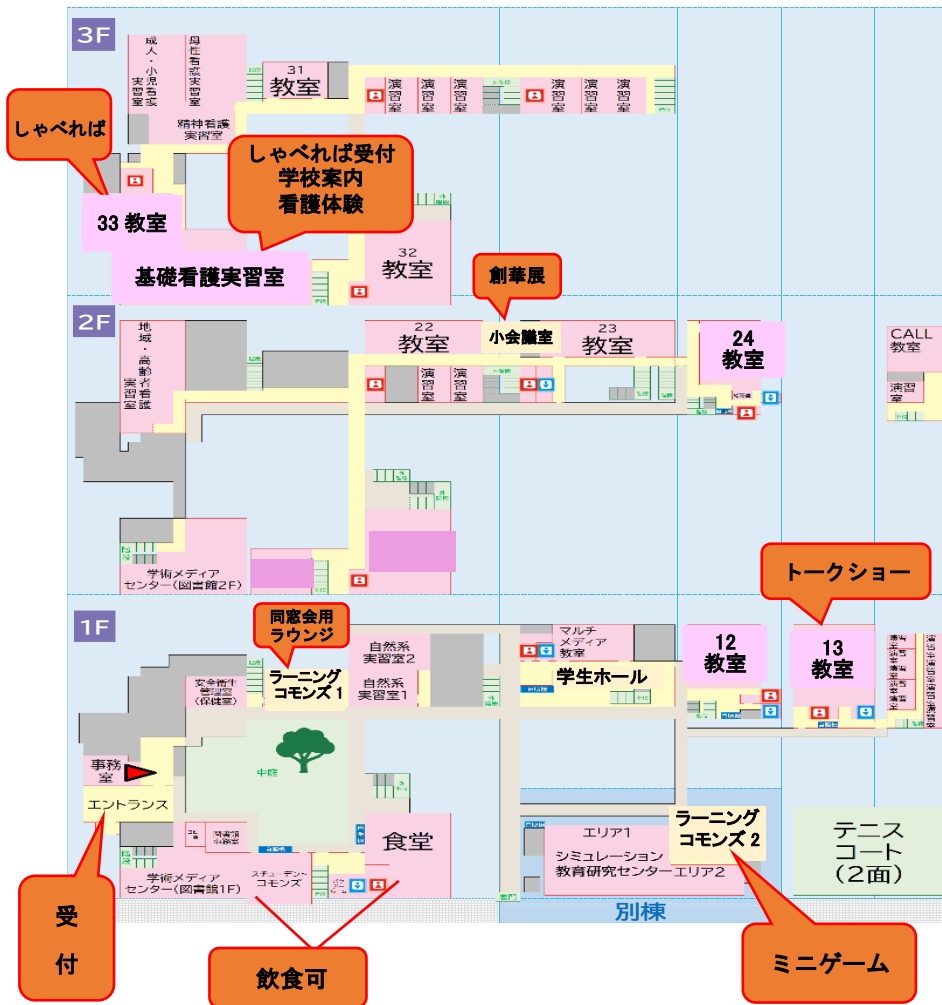 3F
成人・小児看護
実習室
母性看護実習室
31
教室
精神看護
実習室
演習室
演習室
演習室
演習室
演習室
演習室
しゃべれば
しゃべれば受付
学校案内
看護体験
33 教室
基礎看護実習室
32
教室
創華展
2F
地域・高齢者看護
実習室
22
教室
小会議室
23
教室
24
教室
CALL
教室
演習室
演習室
演習室
学術メディア
センター(図書館2F)
トークショー
1F
同窓会用
ラウンジ
自然系
実習室2
マルチ
メディア
教室
12
教室
13
教室
安全衛生
管理室
(保健室)
ラーニング
コモンズ 1
自然系
実習室1
学生ホール
事務
室
中庭
エントランス
図書館
事務室
食堂
エリア1
シミュレーション
教育研究センターエリア2
ラーニング
コモンズ 2
テニス
コート
(2面)
学術メディア
センター(図書館1F)
スチューデント
コモンズ
別棟
受
付
飲食可
ミニゲーム